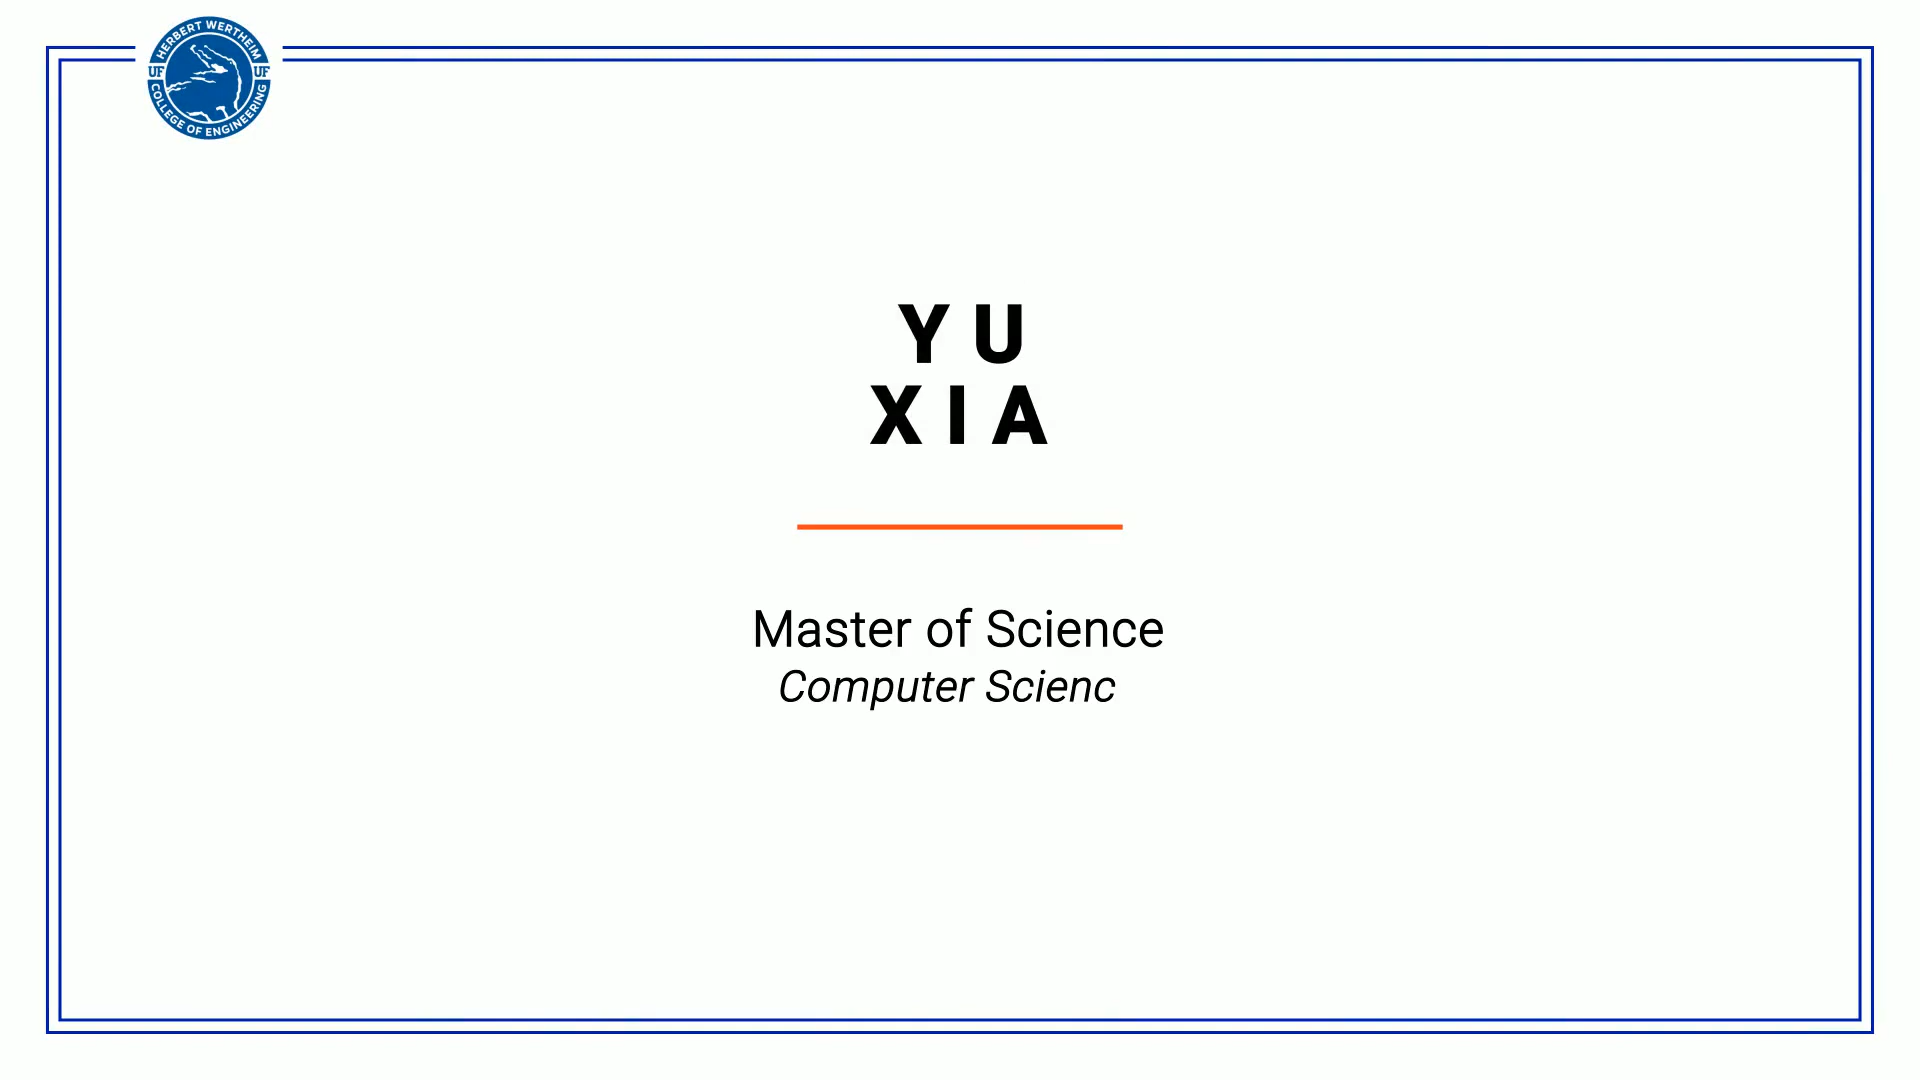 HERBERT WERTHEIM
UF UF
COLLEGE OF ENGINEERING
YU
XIA
Master of Science
Computer Scienc